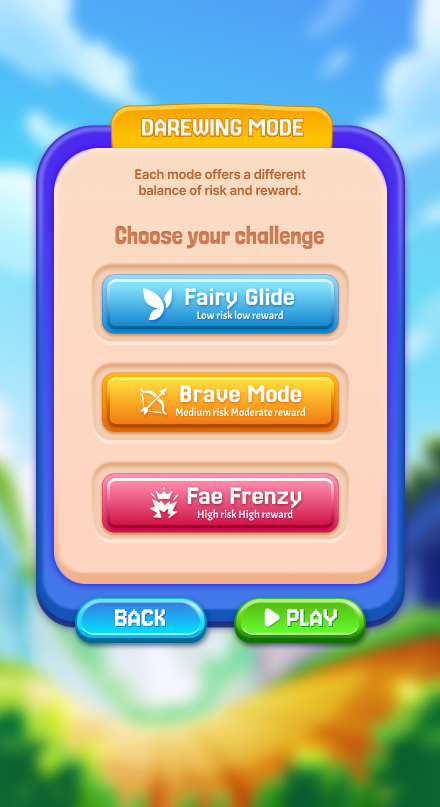 DAREWING MODE
Each mode offers a different
balance of risk and reward.
Choose your challenge
Fairy Glide
Low risk low reward
Brave Mode
Medium risk Moderate reward
Fae Frenzy
High risk High reward
BACK
PLAY